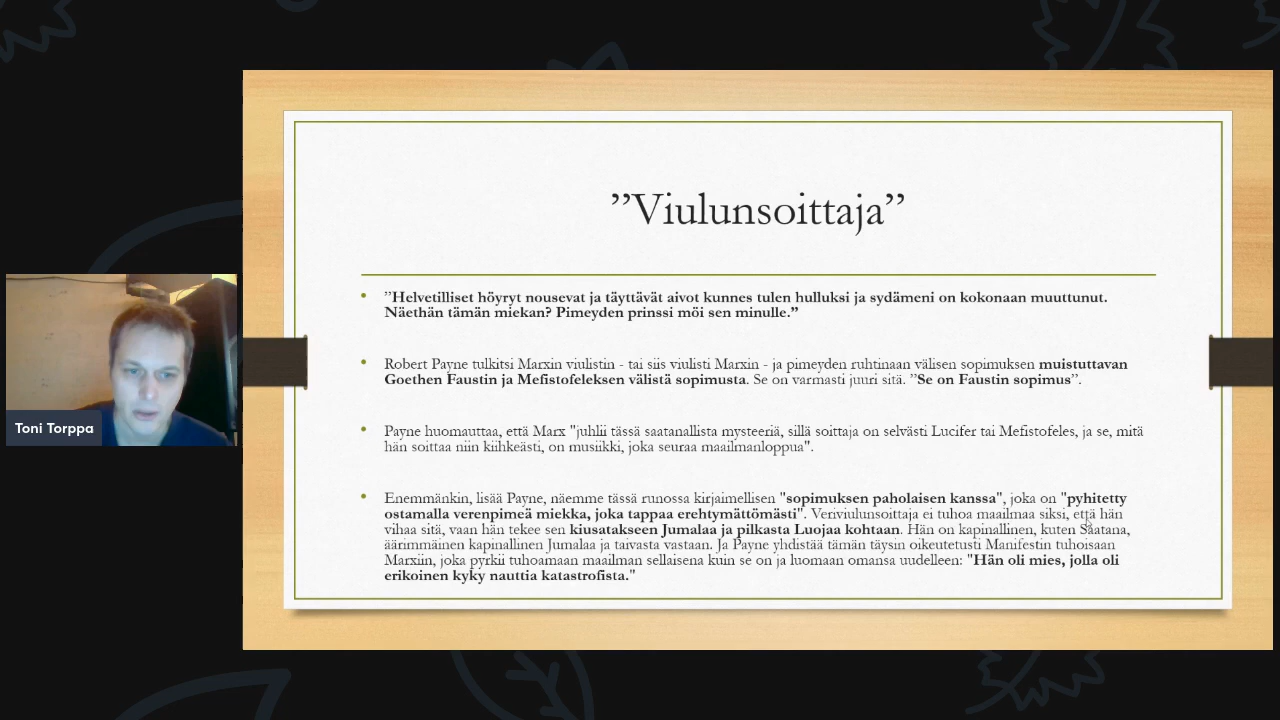 ”Viulunsoittaja”
”Helvetilliset höyryt nousevat ja täyttävät aivot kunnes tulen hulluksi ja sydämeni on kokonaan muuttunut.
Näethän tämän miekan? Pimeyden prinssi möi sen minulle.”
Robert Payne tulkitsi Marxin viulistin - tai siis viulisti Marxin - ja pimeyden ruhtinaan välisen sopimuksen muistuttavan
Goethen Faustin ja Mefistofeleksen välistä sopimusta. Se on varmasti juuri sitä. ”Se on Faustin sopimus”.
Payne huomauttaa, että Marx "juhlii tässä saatanallista mysteeriä, sillä soittaja on selvästi Lucifer tai Mefistofeles, ja se, mitä
hän soittaa niin kiihkeästi, on musiikki, joka seuraa maailmanloppua".
Enemmänkin, lisää Payne, näemme tässä runossa kirjaimellisen "sopimuksen paholaisen kanssa", joka on "pyhitetty
ostamalla verenpimeä miekka, joka tappaa erehtymättömästi". Veriviulunsoittaja ei tuhoa maailmaa siksi, että hän
vihaa sitä, vaan hän tekee sen kiusatakseen Jumalaa ja pilkasta Luojaa kohtaan. Hän on kapinallinen, kuten Saatana,
äärimmäinen kapinallinen Jumalaa ja taivasta vastaan. Ja Payne yhdistää tämän täysin oikeutetusti Manifestin tuhoisaan
Marxiin, joka pyrkii tuhoamaan maailman sellaisena kuin se on ja luomaan omansa uudelleen: "Hän oli mies, jolla oli
erikoinen kyky nauttia katastrofista."
Toni Torppa